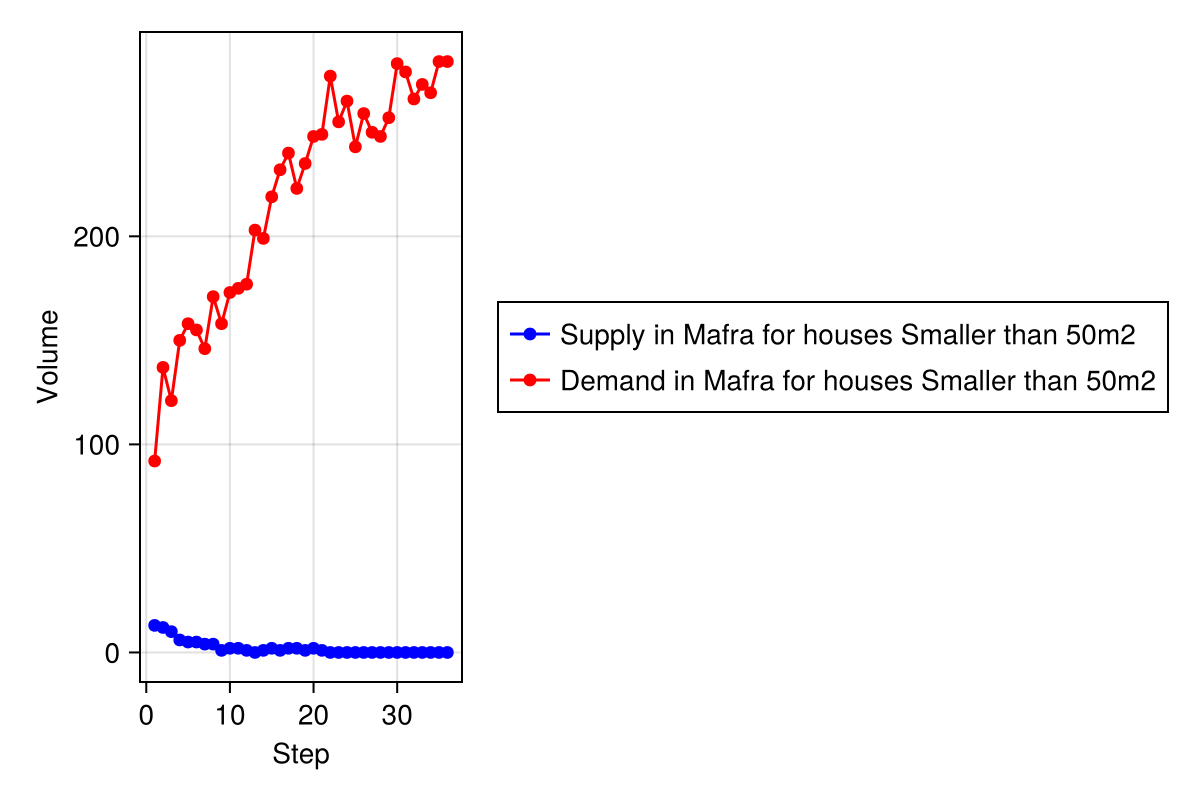 Volume
200
100
0
0 10 20 30
Step
Supply in Mafra for houses Smaller than 50m2
Demand in Mafra for houses Smaller than 50m2